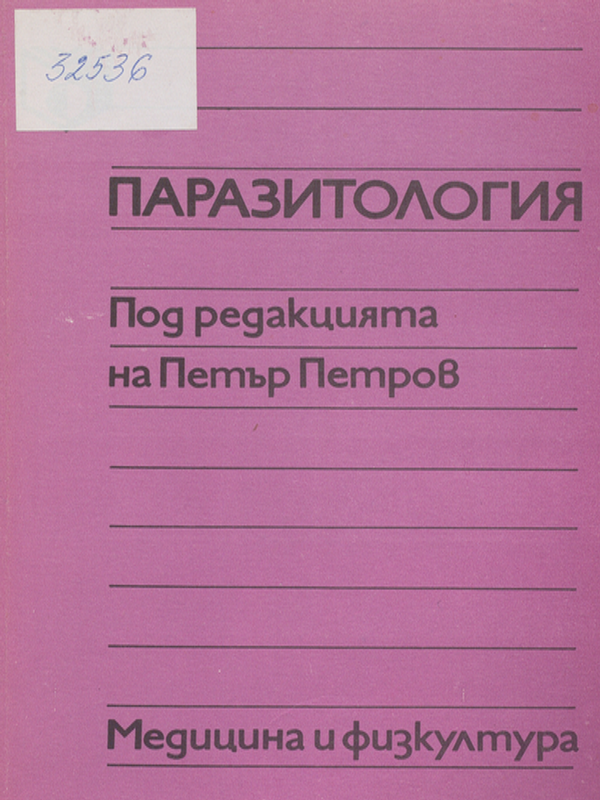 32536
ПАРАЗИТОЛОГИЯ
Под редакцията
на Петър Петров
Медицина и физкултура